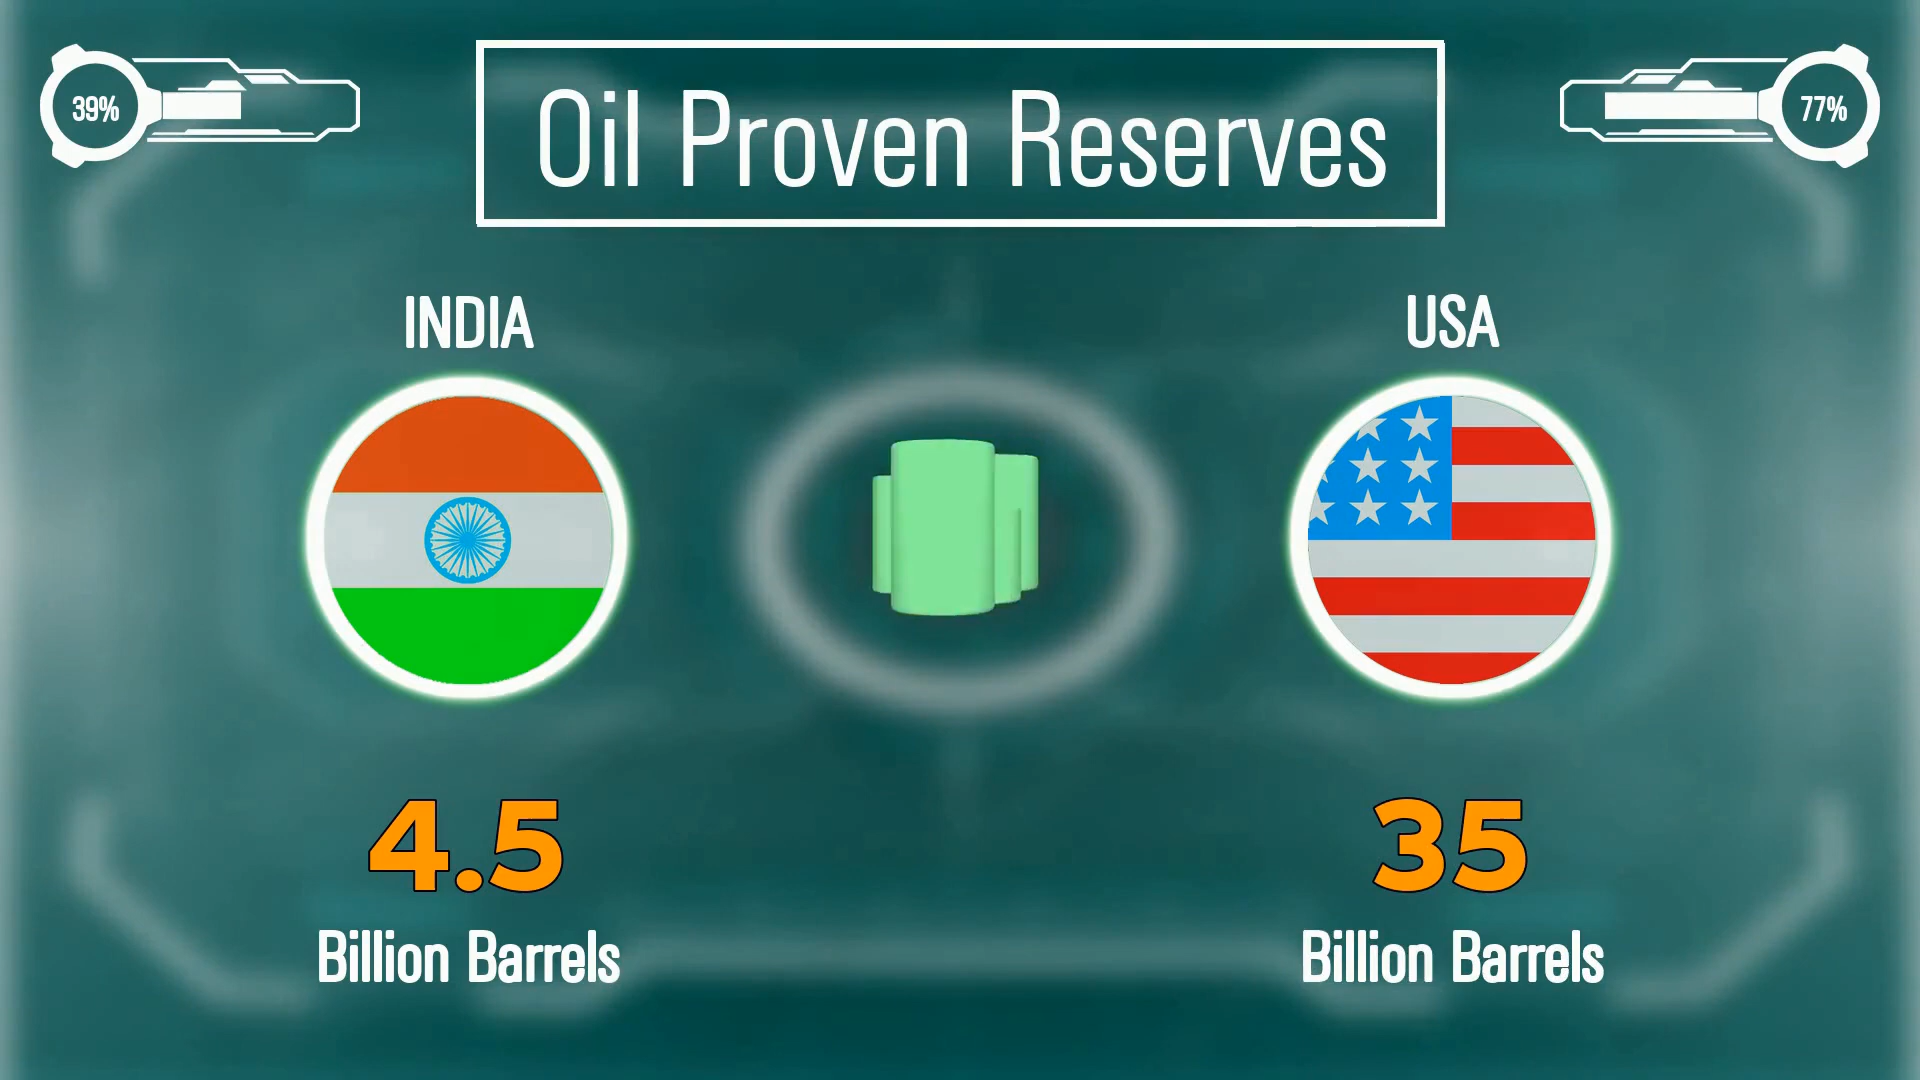 39%
Oil Proven Reserves
77%
INDIA
USA
4.5
35
Billion Barrels
Billion Barrels